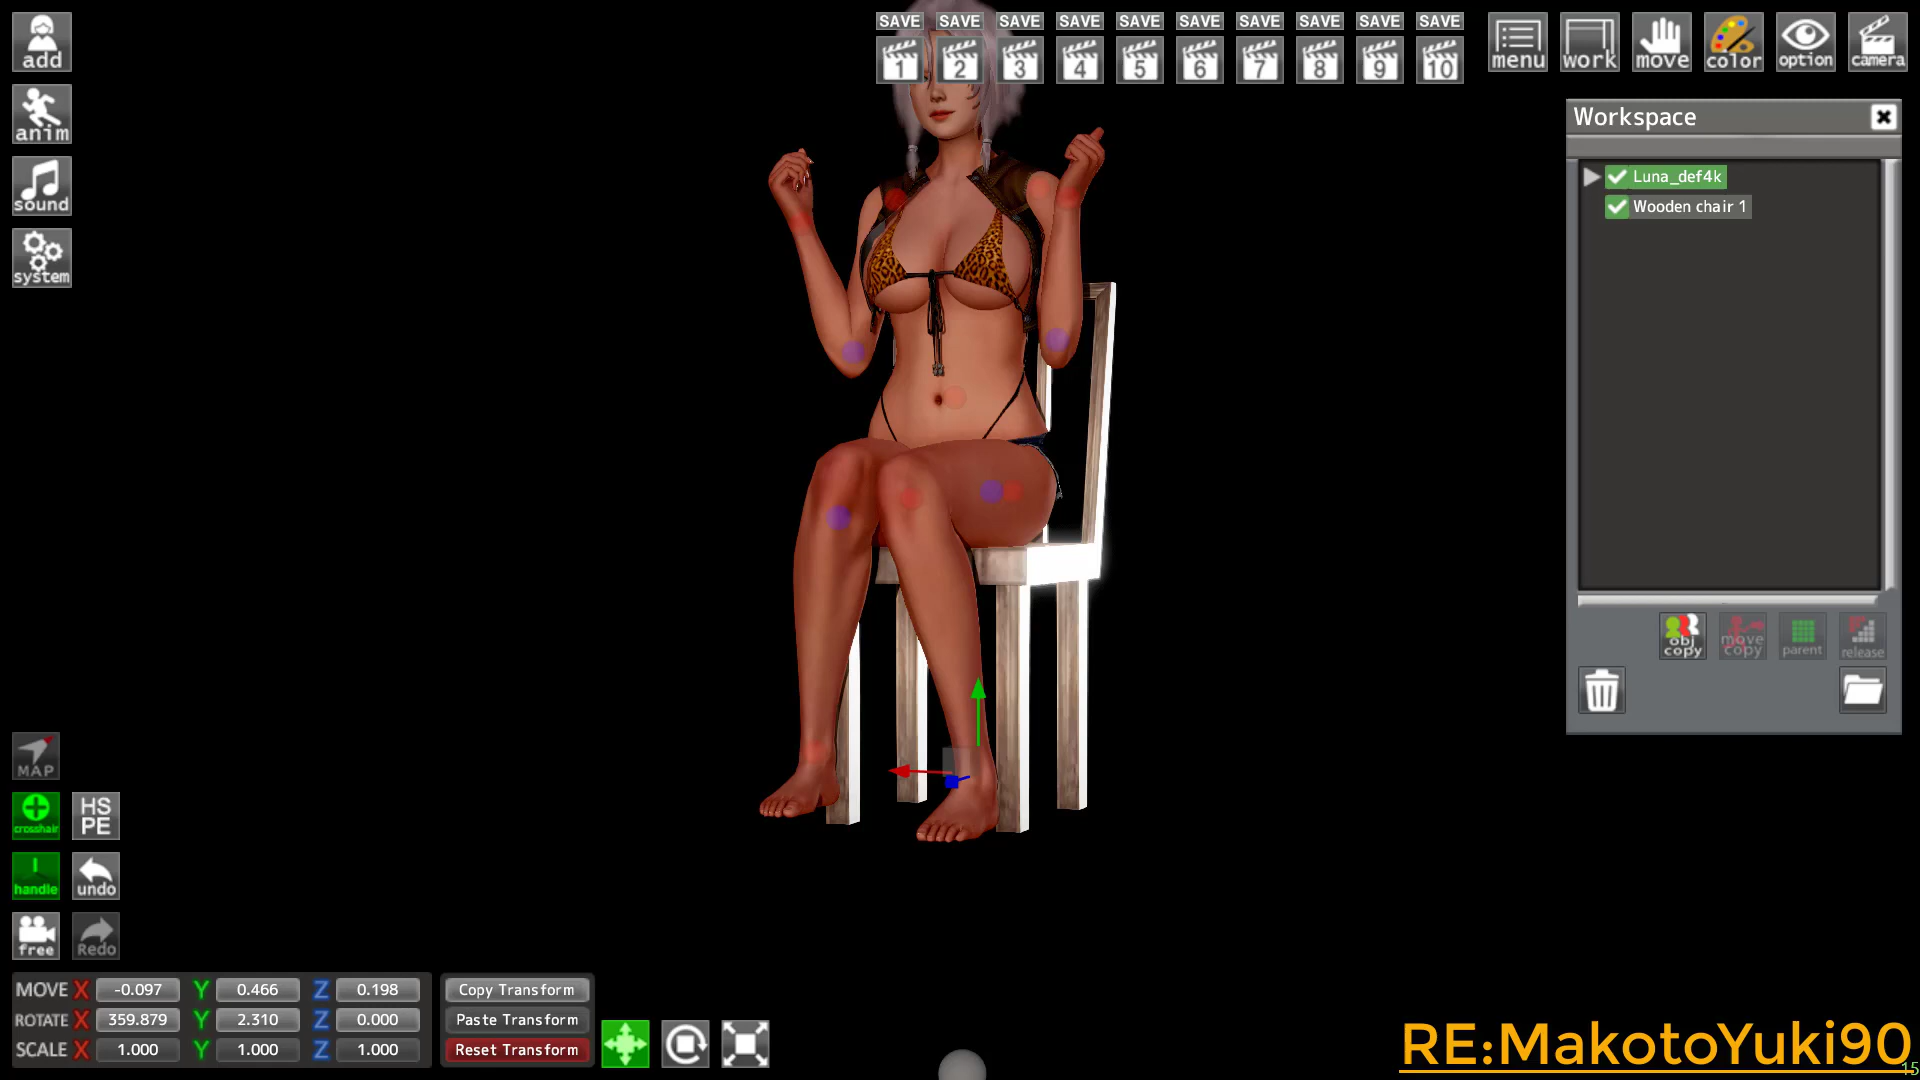 SAVE SAVE SAVE SAVE SAVE SAVE SAVE SAVE SAVE SAVE
1 2 3 4 5 6 7 8 9 10
menu work move color option camera
add
anim
sound
system
Workspace
Luna_def4k
Wooden chair 1
obj copy
move copy
parent
release
MAP
crosshair
HS PE
handle
undo
free
Redo
MOVE X -0.097 Y 0.466 Z 0.198
ROTATE X 359.879 Y 2.310 Z 0.000
SCALE X 1.000 Y 1.000 Z 1.000
Copy Transform
Paste Transform
Reset Transform
RE:MakotoYuki90
15